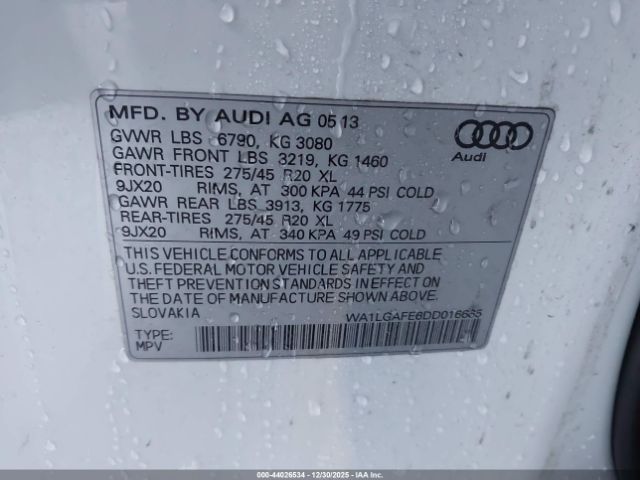 MFD. BY AUDI AG 05 13
GVWR LBS 6790, KG 3080
GAWR FRONT LBS 3219, KG 1460
FRONT-TIRES 275/45 R20 XL
9JX20 RIMS, AT 300 KPA 44 PSI COLD
GAWR REAR LBS 3913, KG 1775
REAR-TIRES 275/45 R20 XL
9JX20 RIMS, AT 340 KPA 49 PSI COLD
Audi
THIS VEHICLE CONFORMS TO ALL APPLICABLE
U.S. FEDERAL MOTOR VEHICLE SAFETY AND
THEFT PREVENTION STANDARDS IN EFFECT ON
THE DATE OF MANUFACTURE SHOWN ABOVE.
SLOVAKIA
WA1LGAFE6DD016685
TYPE:
MPV
000-44026534 - 12/30/2025 - IAA Inc.